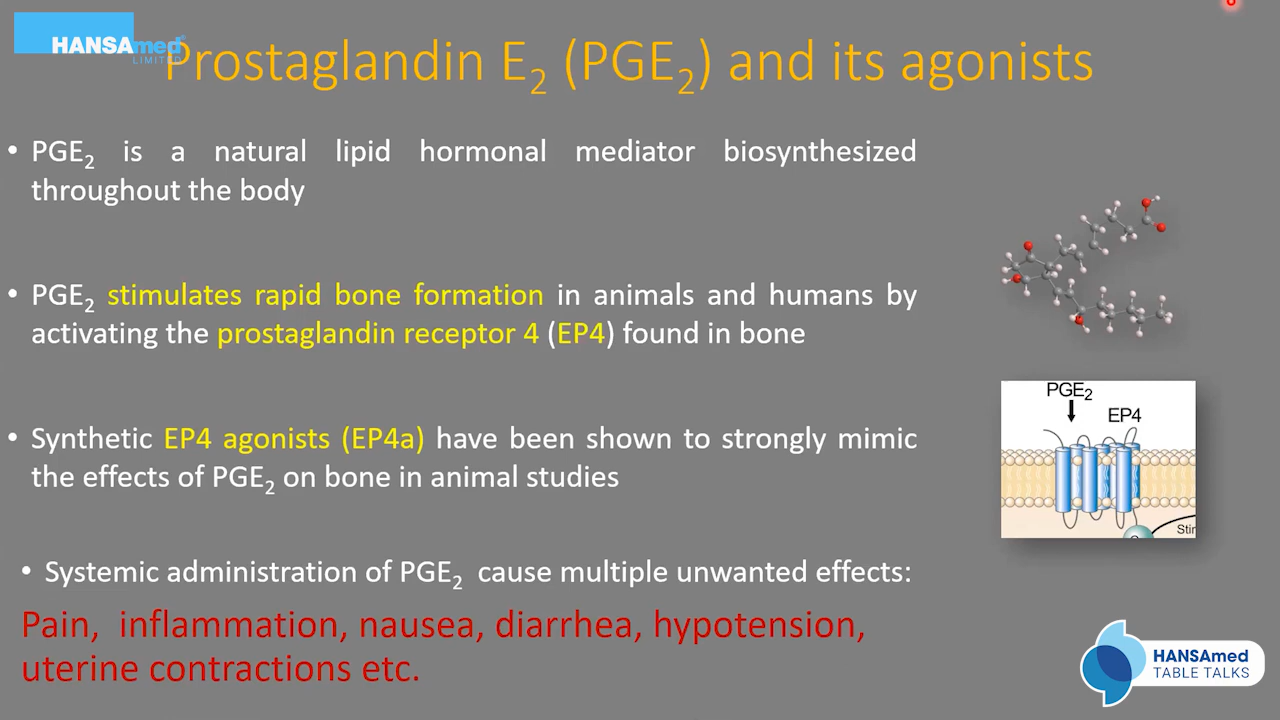 HANSAmed
LIMITED
Prostaglandin E₂ (PGE₂) and its agonists
• PGE₂ is a natural lipid hormonal mediator biosynthesized
throughout the body
• PGE₂ stimulates rapid bone formation in animals and humans by
activating the prostaglandin receptor 4 (EP4) found in bone
• Synthetic EP4 agonists (EP4a) have been shown to strongly mimic
the effects of PGE₂ on bone in animal studies
• Systemic administration of PGE₂ cause multiple unwanted effects:
Pain, inflammation, nausea, diarrhea, hypotension,
uterine contractions etc.
PGE₂
EP4
HANSAmed
TABLE TALKS